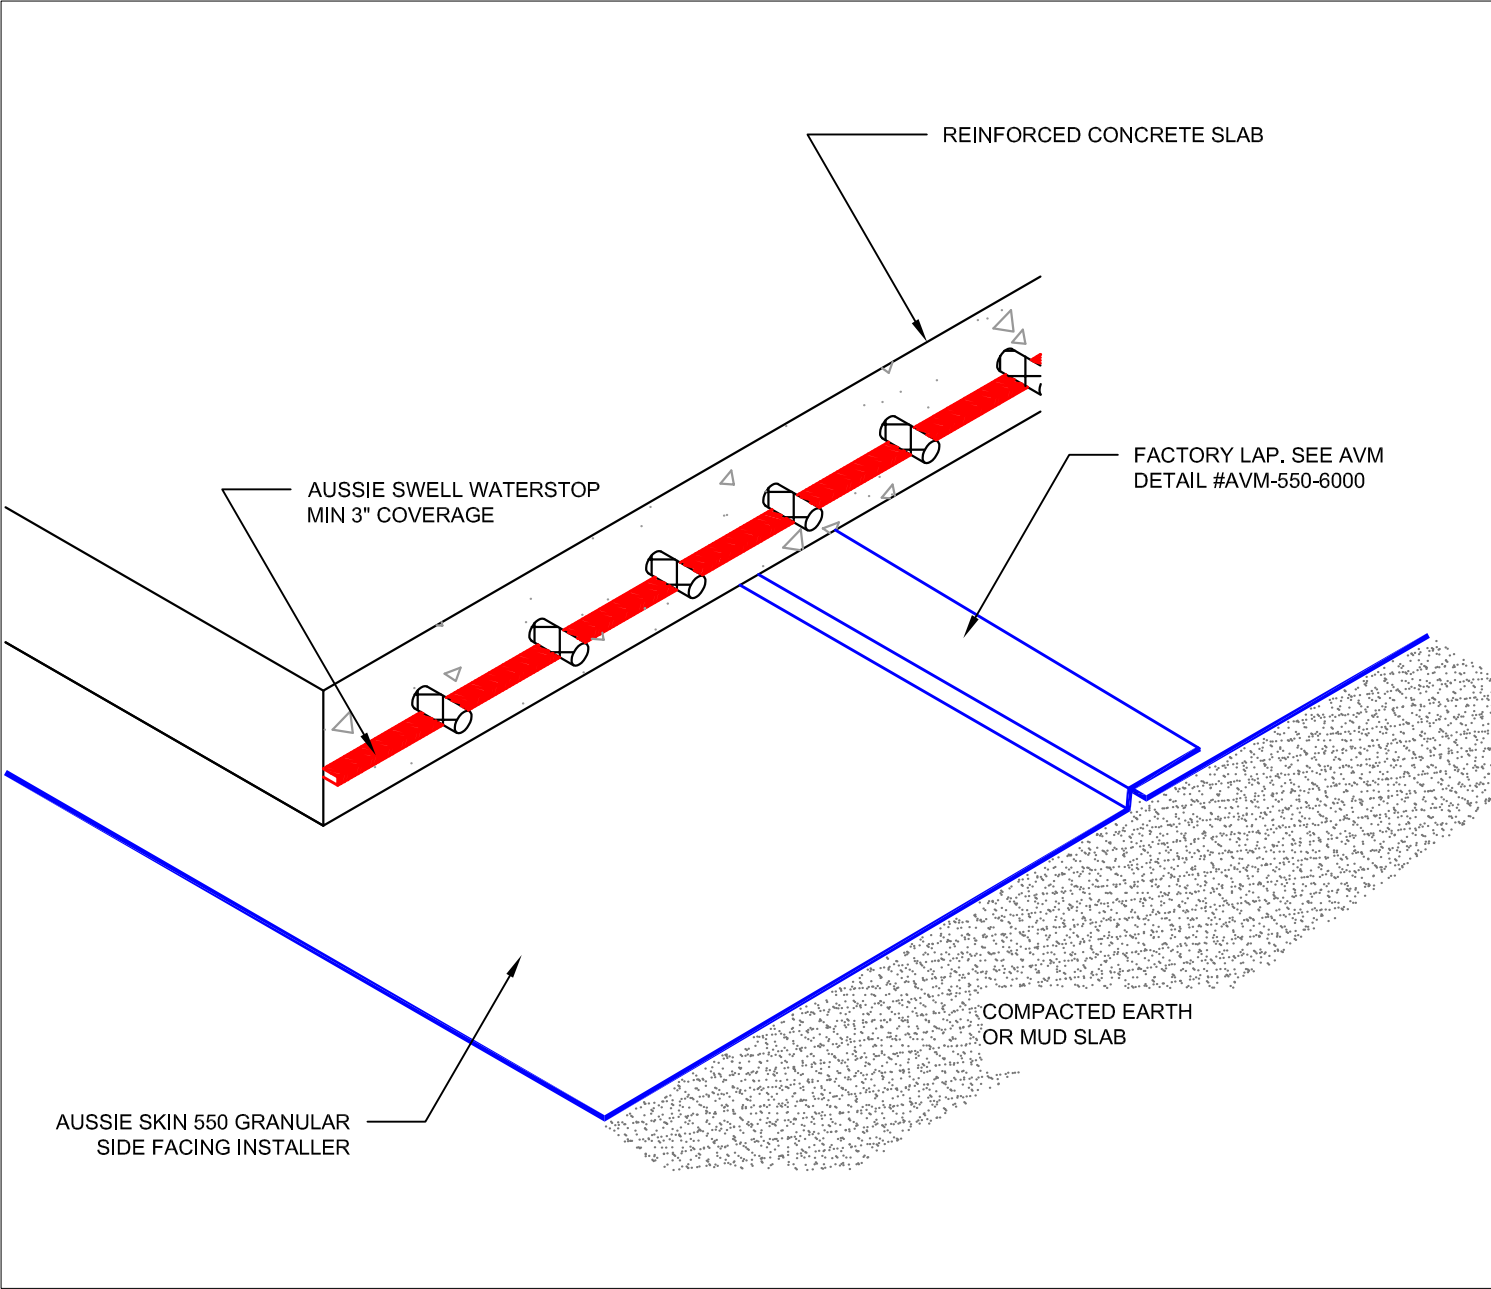 REINFORCED CONCRETE SLAB
FACTORY LAP. SEE AVM
DETAIL #AVM-550-6000
AUSSIE SWELL WATERSTOP
MIN 3" COVERAGE
COMPACTED EARTH
OR MUD SLAB
AUSSIE SKIN 550 GRANULAR
SIDE FACING INSTALLER